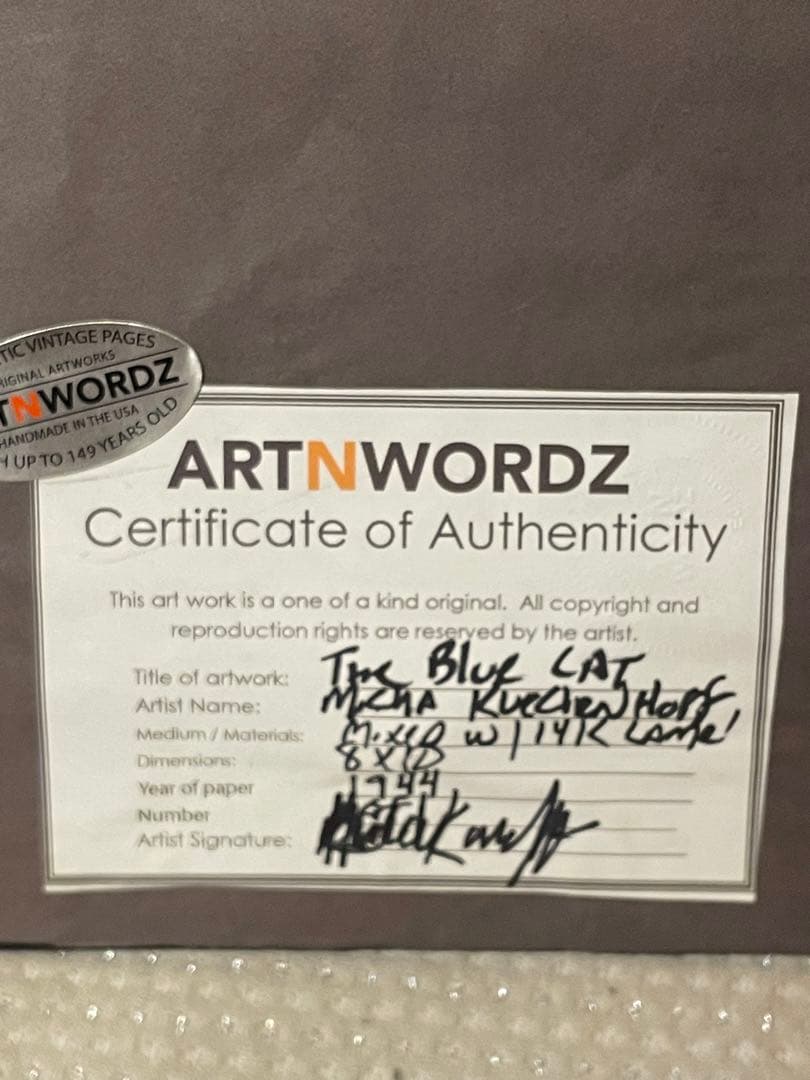 TIC VINTAGE PAGES
RIGINAL ARTWORKS
TNWORDZ
HANDMADE IN THE USA
Y UP TO 149 YEARS OLD
ARTNWORDZ
Certificate of Authenticity
This art work is a one of a kind original. All copyright and
reproduction rights are reserved by the artist.
Title of artwork: The Blue CAT
Artist Name: MICHA KUECHENHOFF
Medium / Materials: Mixed w/ 14K
Dimensions: 8 X
Year of paper 1944
Number
Artist Signature: